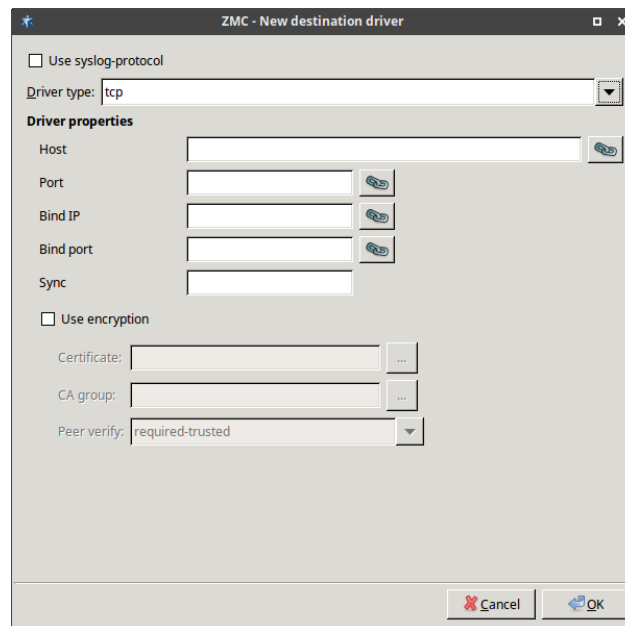 ZMC - New destination driver
Use syslog-protocol
Driver type: tcp
Driver properties
Host
Port
Bind IP
Bind port
Sync
Use encryption
Certificate: ...
CA group: ...
Peer verify: required-trusted
Cancel OK